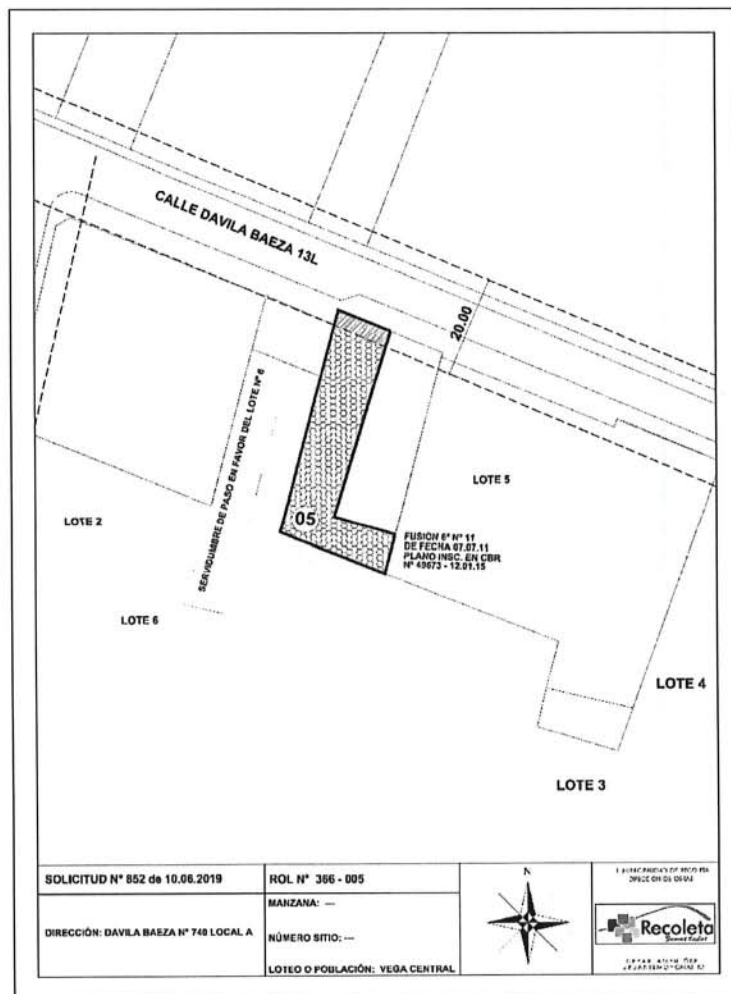 CALLE DAVILA BAEZA 13L
20.00
SERVIDUMBRE DE PASO EN FAVOR DEL LOTE Nº 6
LOTE 5
05
LOTE 2
FUSION 6ª Nº 11
DE FECHA 07.07.11
PLANO INSC. EN CBR
Nº 49673 - 12.01.15
LOTE 6
LOTE 4
LOTE 3
SOLICITUD Nº 852 de 10.06.2019
DIRECCIÓN: DAVILA BAEZA Nº 740 LOCAL A
ROL Nº 366 - 005
MANZANA: ---
NÚMERO SITIO: ---
LOTEO O POBLACIÓN: VEGA CENTRAL
N
Recoleta